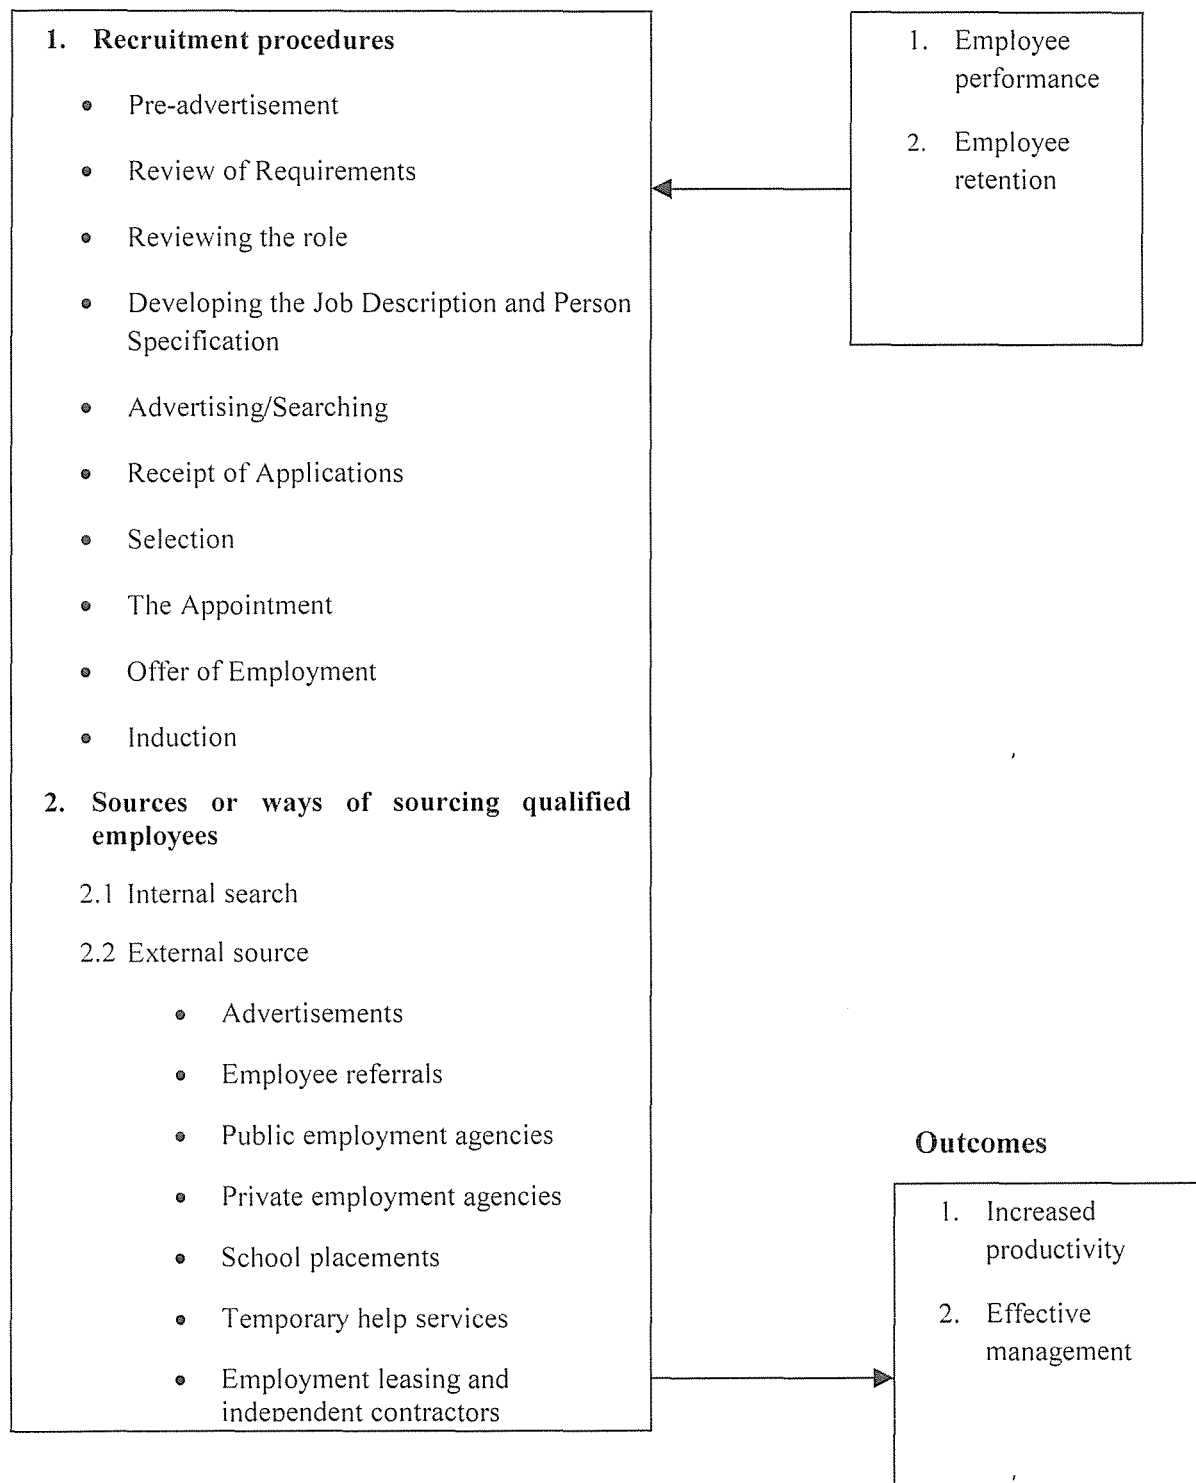 1. Recruitment procedures
• Pre-advertisement
• Review of Requirements
• Reviewing the role
• Developing the Job Description and Person
Specification
• Advertising/Searching
• Receipt of Applications
• Selection
• The Appointment
• Offer of Employment
• Induction
2. Sources or ways of sourcing qualified
employees
2.1 Internal search
2.2 External source
• Advertisements
• Employee referrals
• Public employment agencies
• Private employment agencies
• School placements
• Temporary help services
• Employment leasing and
independent contractors
1. Employee
performance
2. Employee
retention
Outcomes
1. Increased
productivity
2. Effective
management